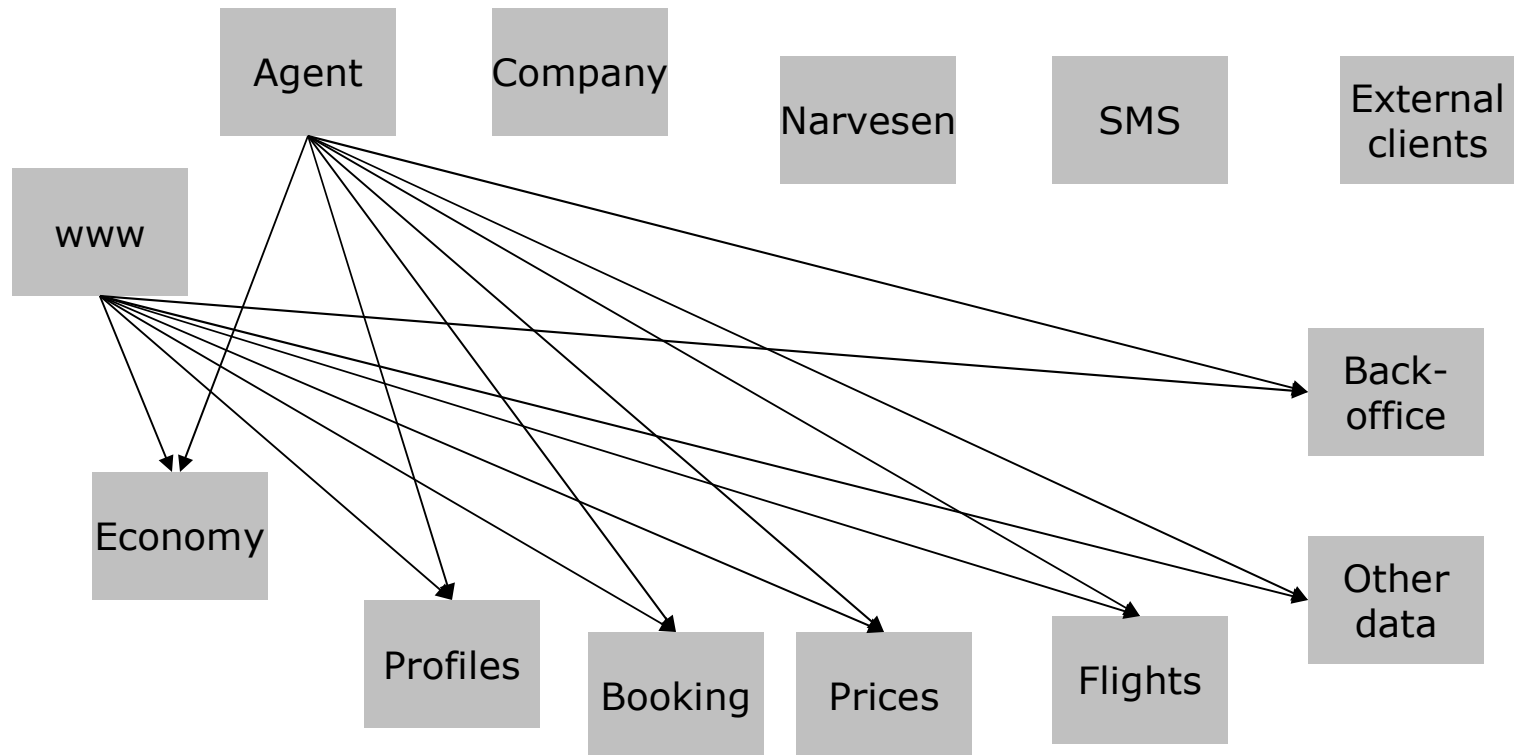 Agent
Company
Narvesen
SMS
External
clients
www
Back-
office
Economy
Other
data
Profiles
Booking
Prices
Flights